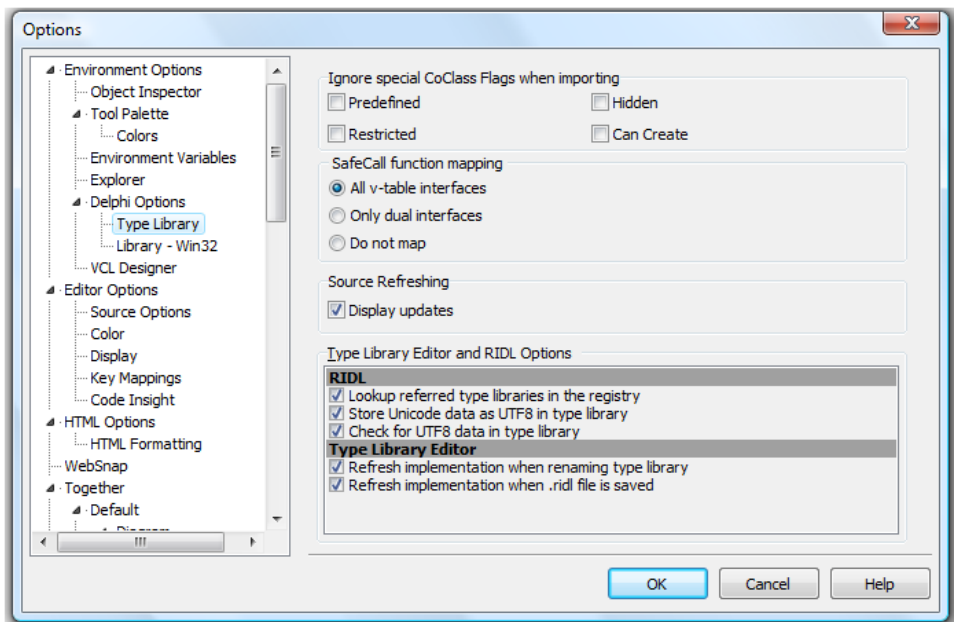 Options
Environment Options
Object Inspector
Tool Palette
Colors
Environment Variables
Explorer
Delphi Options
Type Library
Library - Win32
VCL Designer
Editor Options
Source Options
Color
Display
Key Mappings
Code Insight
HTML Options
HTML Formatting
WebSnap
Together
Default
Diagram
Ignore special CoClass Flags when importing
Predefined Hidden
Restricted Can Create
SafeCall function mapping
All v-table interfaces
Only dual interfaces
Do not map
Source Refreshing
Display updates
Type Library Editor and RIDL Options
RIDL
Lookup referred type libraries in the registry
Store Unicode data as UTF8 in type library
Check for UTF8 data in type library
Type Library Editor
Refresh implementation when renaming type library
Refresh implementation when .ridl file is saved
OK Cancel Help